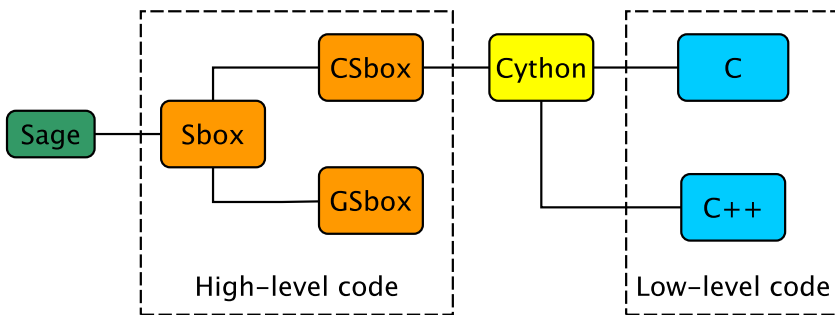 CSbox
Cython
C
Sage
Sbox
GSbox
C++
High-level code
Low-level code